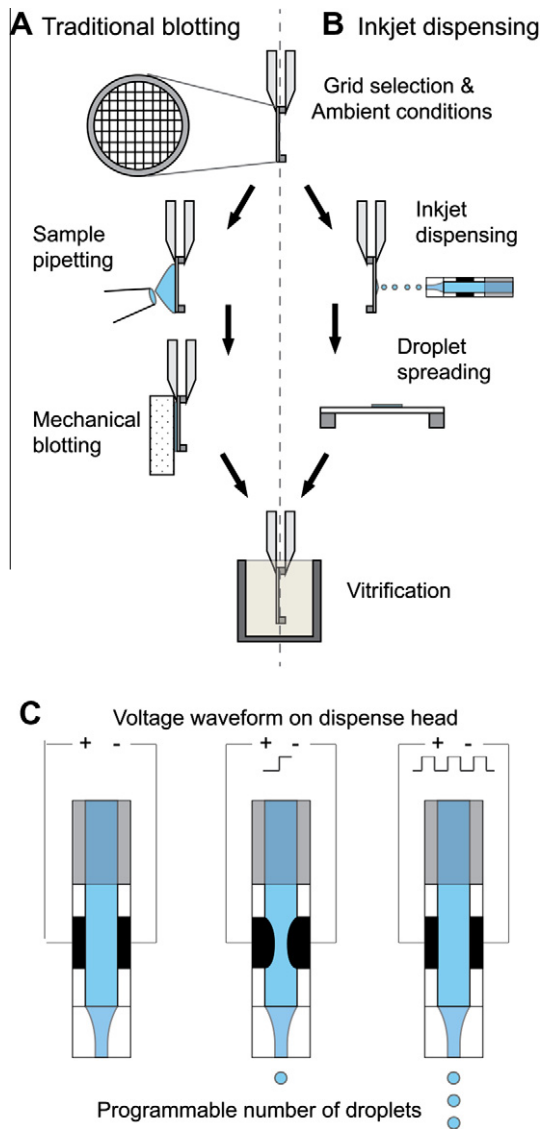 A Traditional blotting
B Inkjet dispensing
Grid selection &
Ambient conditions
Sample
pipetting
Inkjet
dispensing
Mechanical
blotting
Droplet
spreading
Vitrification
C Voltage waveform on dispense head
+ -
+ -
+ -
Programmable number of droplets